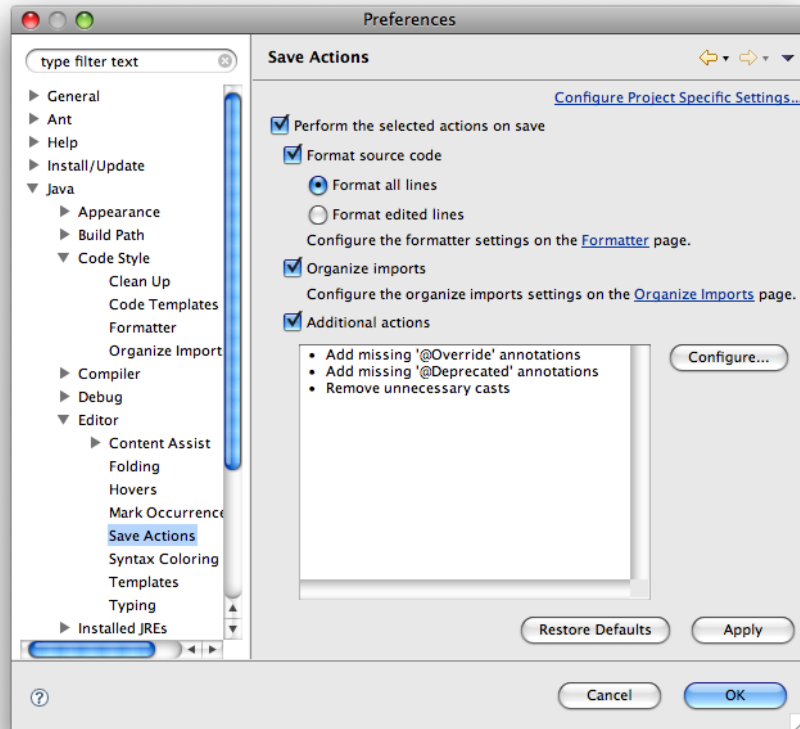 Preferences
type filter text
General
Ant
Help
Install/Update
Java
Appearance
Build Path
Code Style
Clean Up
Code Templates
Formatter
Organize Import
Compiler
Debug
Editor
Content Assist
Folding
Hovers
Mark Occurrence
Save Actions
Syntax Coloring
Templates
Typing
Installed JREs
Save Actions
Configure Project Specific Settings...
Perform the selected actions on save
Format source code
Format all lines
Format edited lines
Configure the formatter settings on the Formatter page.
Organize imports
Configure the organize imports settings on the Organize Imports page.
Additional actions
• Add missing '@Override' annotations
• Add missing '@Deprecated' annotations
• Remove unnecessary casts
Configure...
Restore Defaults
Apply
?
Cancel
OK